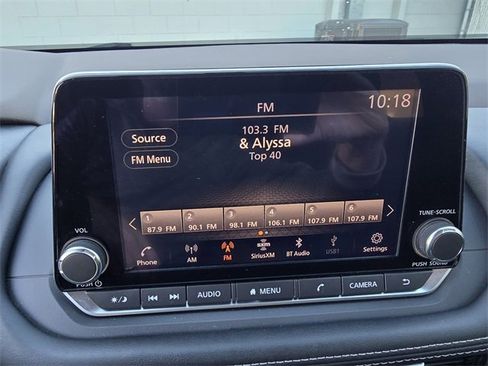 FM 10:18
Source
103.3 FM
& Alyssa
FM Menu
Top 40
1 2 3 4 5 6
87.9 FM 90.1 FM 98.1 FM 106.1 FM 107.9 FM 107.9 FM
VOL
TUNE·SCROLL
Phone AM FM SiriusXM BT Audio USB1 Settings
PUSH
PUSH SOUND
AUDIO MENU CAMERA